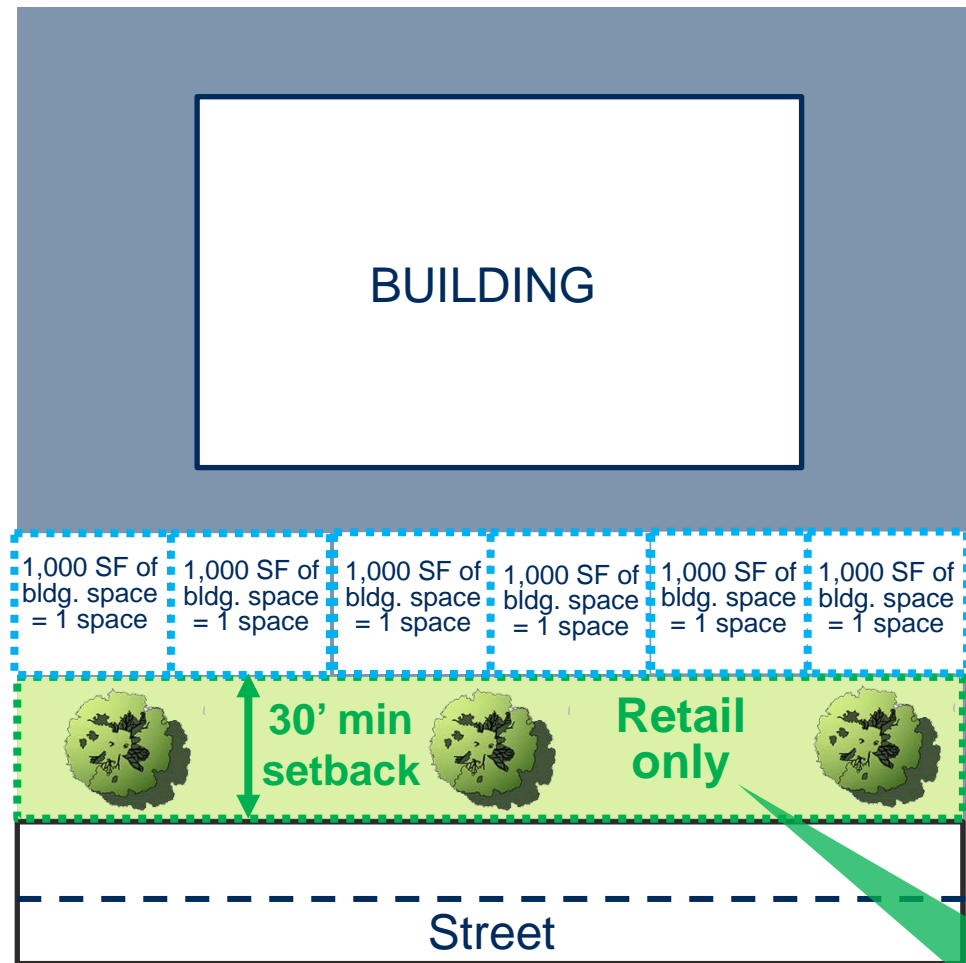 BUILDING
1,000 SF of
bldg. space
= 1 space
1,000 SF of
bldg. space
= 1 space
1,000 SF of
bldg. space
= 1 space
1,000 SF of
bldg. space
= 1 space
1,000 SF of
bldg. space
= 1 space
1,000 SF of
bldg. space
= 1 space
30’ min
setback
Retail
only
Street